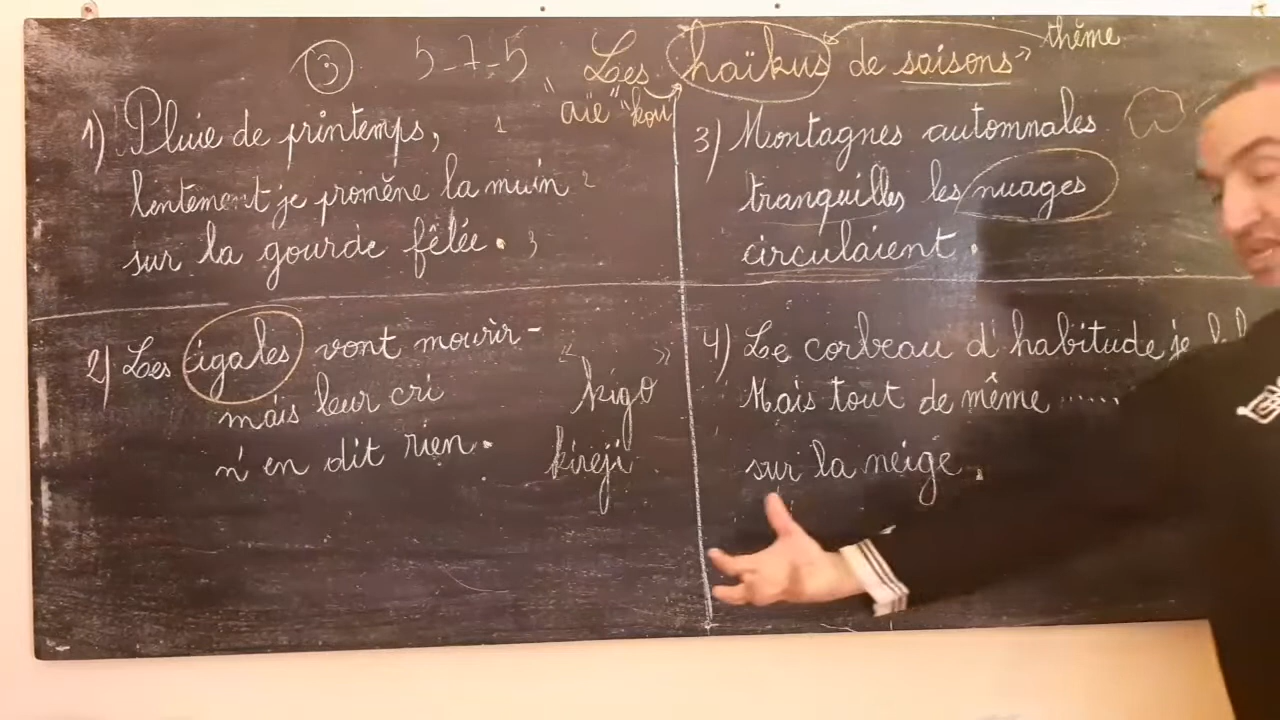 3 5-7-5 Les haïkus de saisons
thème
"aïe" "kou"
1) Pluie de printemps, 1
lentement je promène la main 2
sur la gourde fêlée. 3
2) Les cigales vont mourir -
mais leur cri
n'en dit rien.
" kigo "
kireji
3) Montagnes automnales
tranquilles les nuages
circulaient.
4) Le corbeau d'habitude je
Mais tout de même ......
sur la neige.